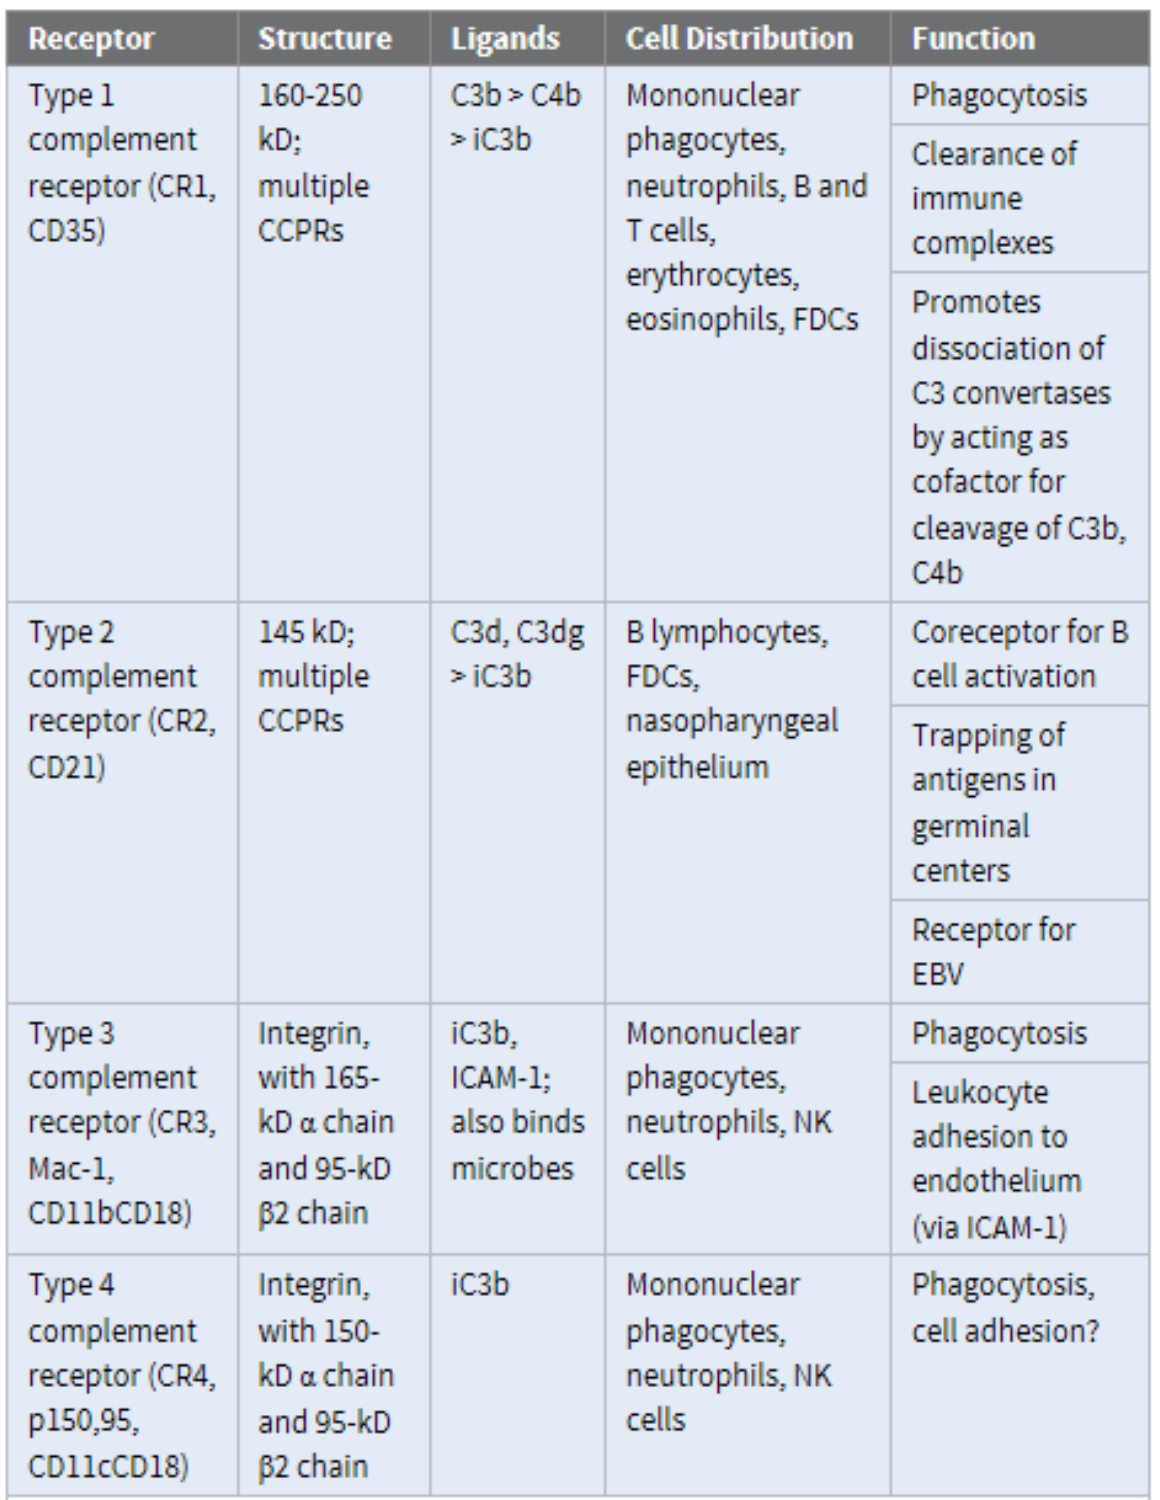 Receptor
Structure
Ligands
Cell Distribution
Function
Type 1
complement
receptor (CR1,
CD35)
160-250
kD;
multiple
CCPRs
C3b > C4b
> iC3b
Mononuclear
phagocytes,
neutrophils, B and
T cells,
erythrocytes,
eosinophils, FDCs
Phagocytosis
Clearance of
immune
complexes
Promotes
dissociation of
C3 convertases
by acting as
cofactor for
cleavage of C3b,
C4b
Type 2
complement
receptor (CR2,
CD21)
145 kD;
multiple
CCPRs
C3d, C3dg
> iC3b
B lymphocytes,
FDCs,
nasopharyngeal
epithelium
Coreceptor for B
cell activation
Trapping of
antigens in
germinal
centers
Receptor for
EBV
Type 3
complement
receptor (CR3,
Mac-1,
CD11bCD18)
Integrin,
with 165-
kD α chain
and 95-kD
β2 chain
iC3b,
ICAM-1;
also binds
microbes
Mononuclear
phagocytes,
neutrophils, NK
cells
Phagocytosis
Leukocyte
adhesion to
endothelium
(via ICAM-1)
Type 4
complement
receptor (CR4,
p150,95,
CD11cCD18)
Integrin,
with 150-
kD α chain
and 95-kD
β2 chain
iC3b
Mononuclear
phagocytes,
neutrophils, NK
cells
Phagocytosis,
cell adhesion?